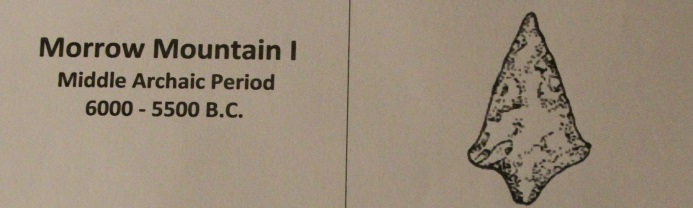 Morrow Mountain I
Middle Archaic Period
6000 - 5500 B.C.